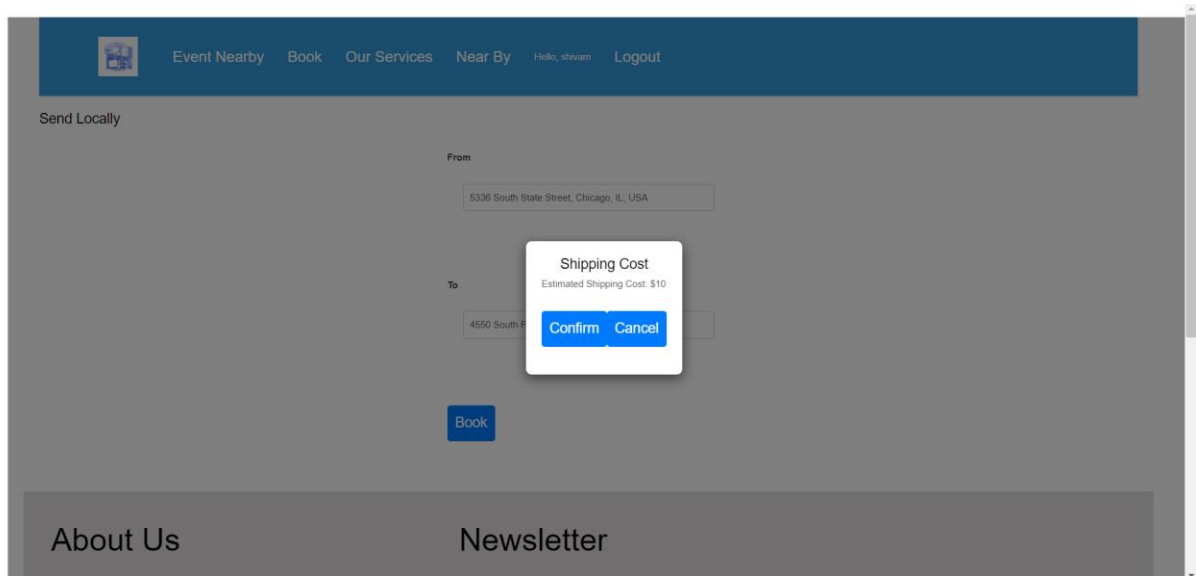 Event Nearby Book Our Services Near By Hello, shivam Logout
Send Locally
From
5336 South State Street, Chicago, IL, USA
Shipping Cost
Estimated Shipping Cost: $10
To
4550 South
Confirm Cancel
Book
About Us Newsletter